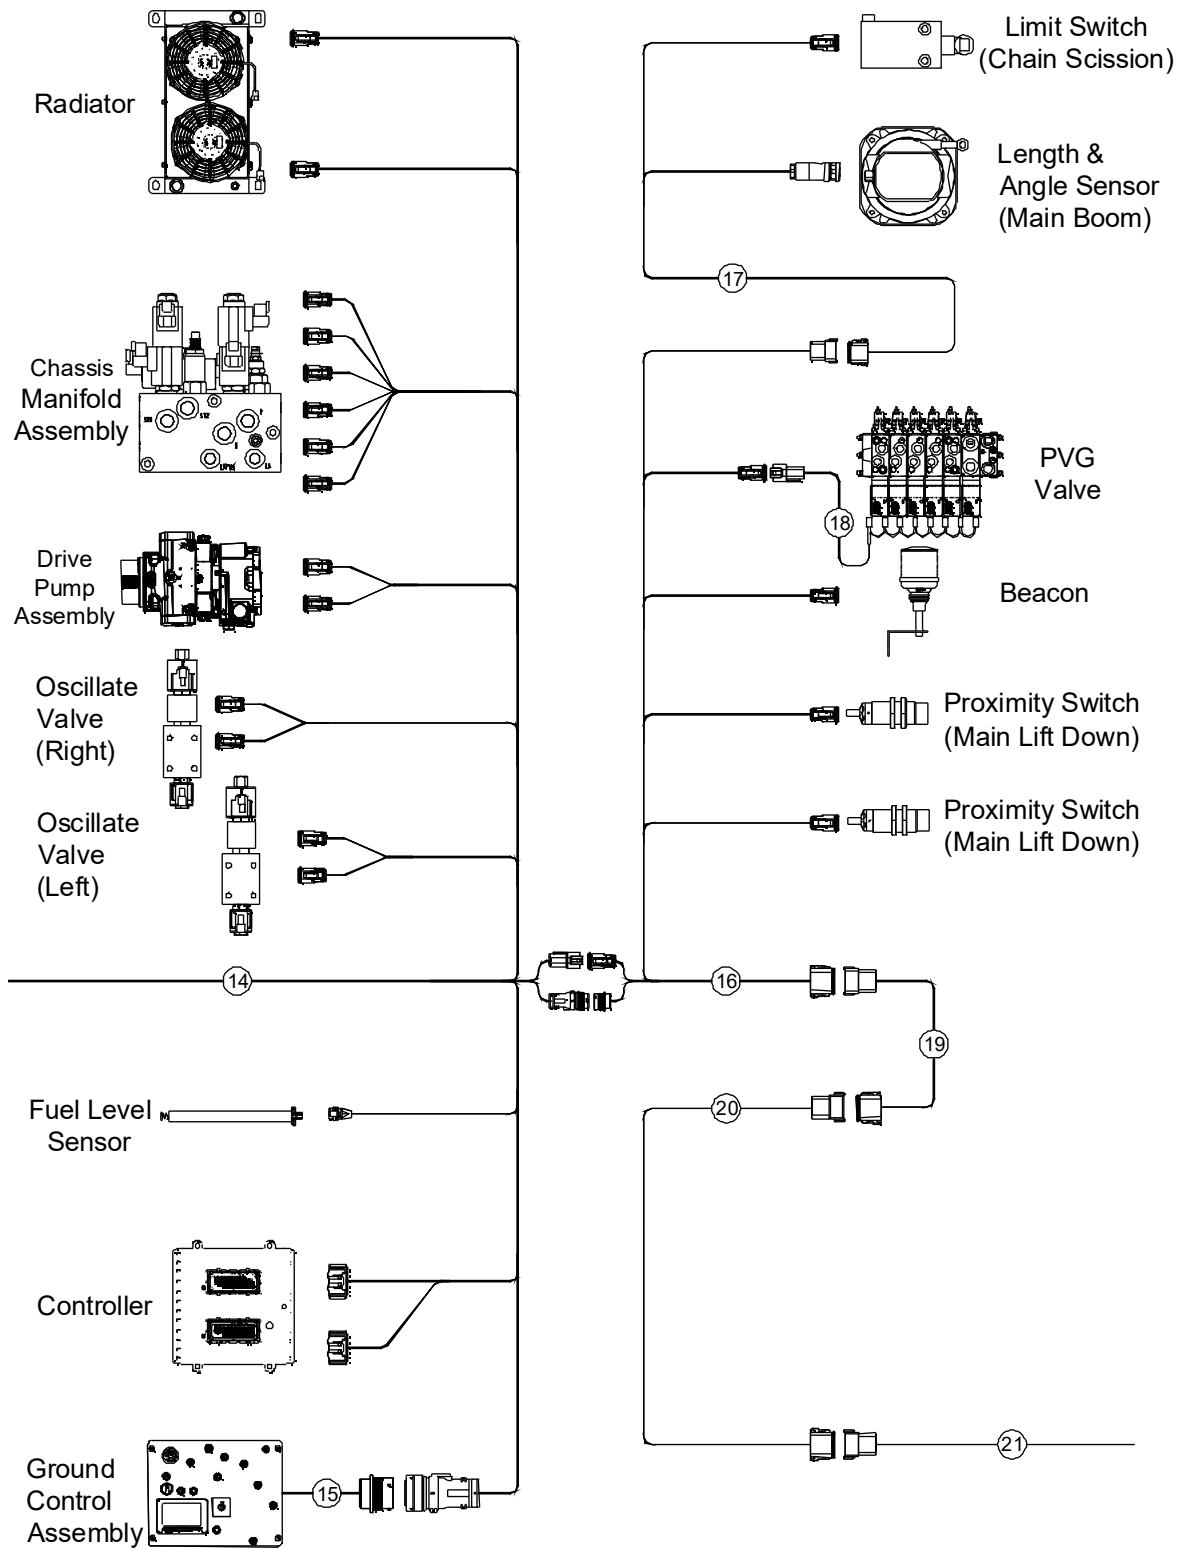 Radiator
Chassis
Manifold
Assembly
Drive
Pump
Assembly
Oscillate
Valve
(Right)
Oscillate
Valve
(Left)
14
Fuel Level
Sensor
Controller
Ground
Control
Assembly
15
Limit Switch
(Chain Scission)
Length &
Angle Sensor
(Main Boom)
17
PVG
Valve
18
Beacon
Proximity Switch
(Main Lift Down)
Proximity Switch
(Main Lift Down)
16
19
20
21